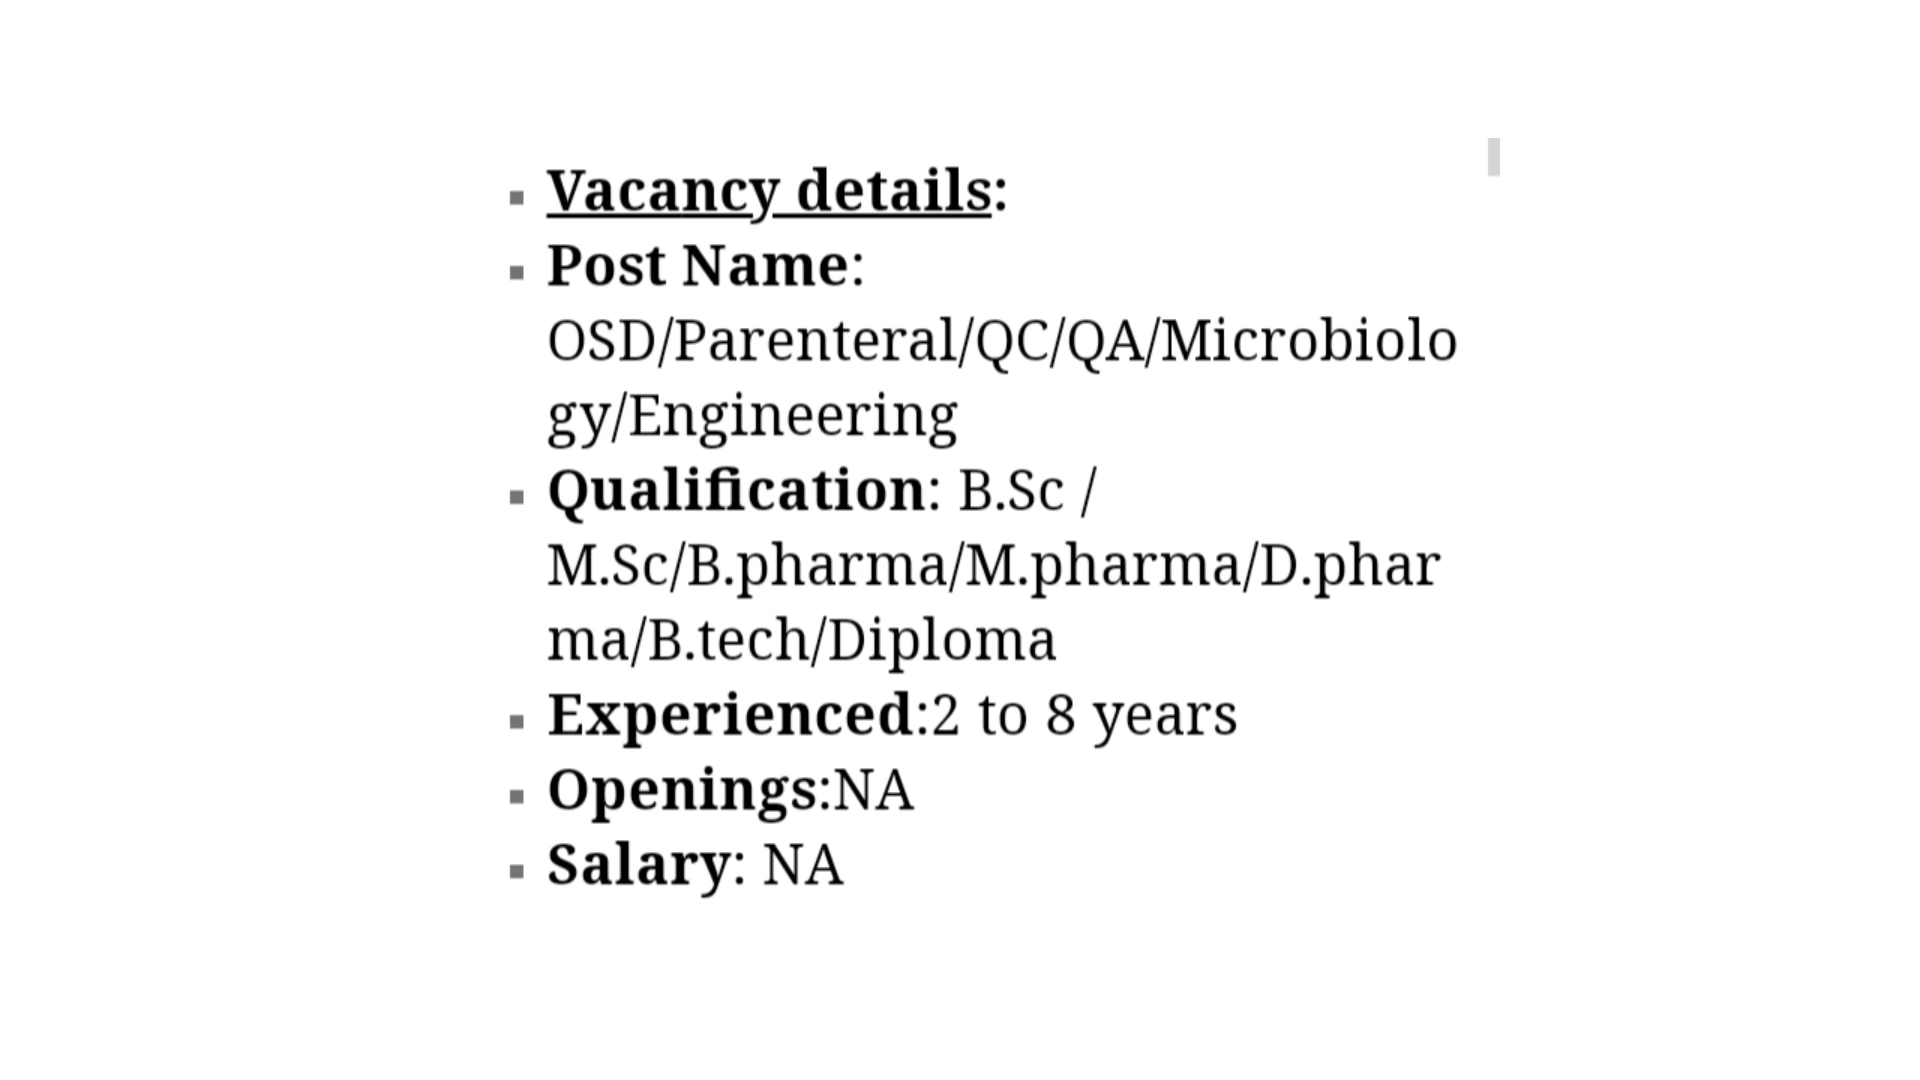 Vacancy details:
Post Name:
OSD/Parenteral/QC/QA/Microbiolo
gy/Engineering
Qualification: B.Sc /
M.Sc/B.pharma/M.pharma/D.phar
ma/B.tech/Diploma
Experienced:2 to 8 years
Openings:NA
Salary: NA